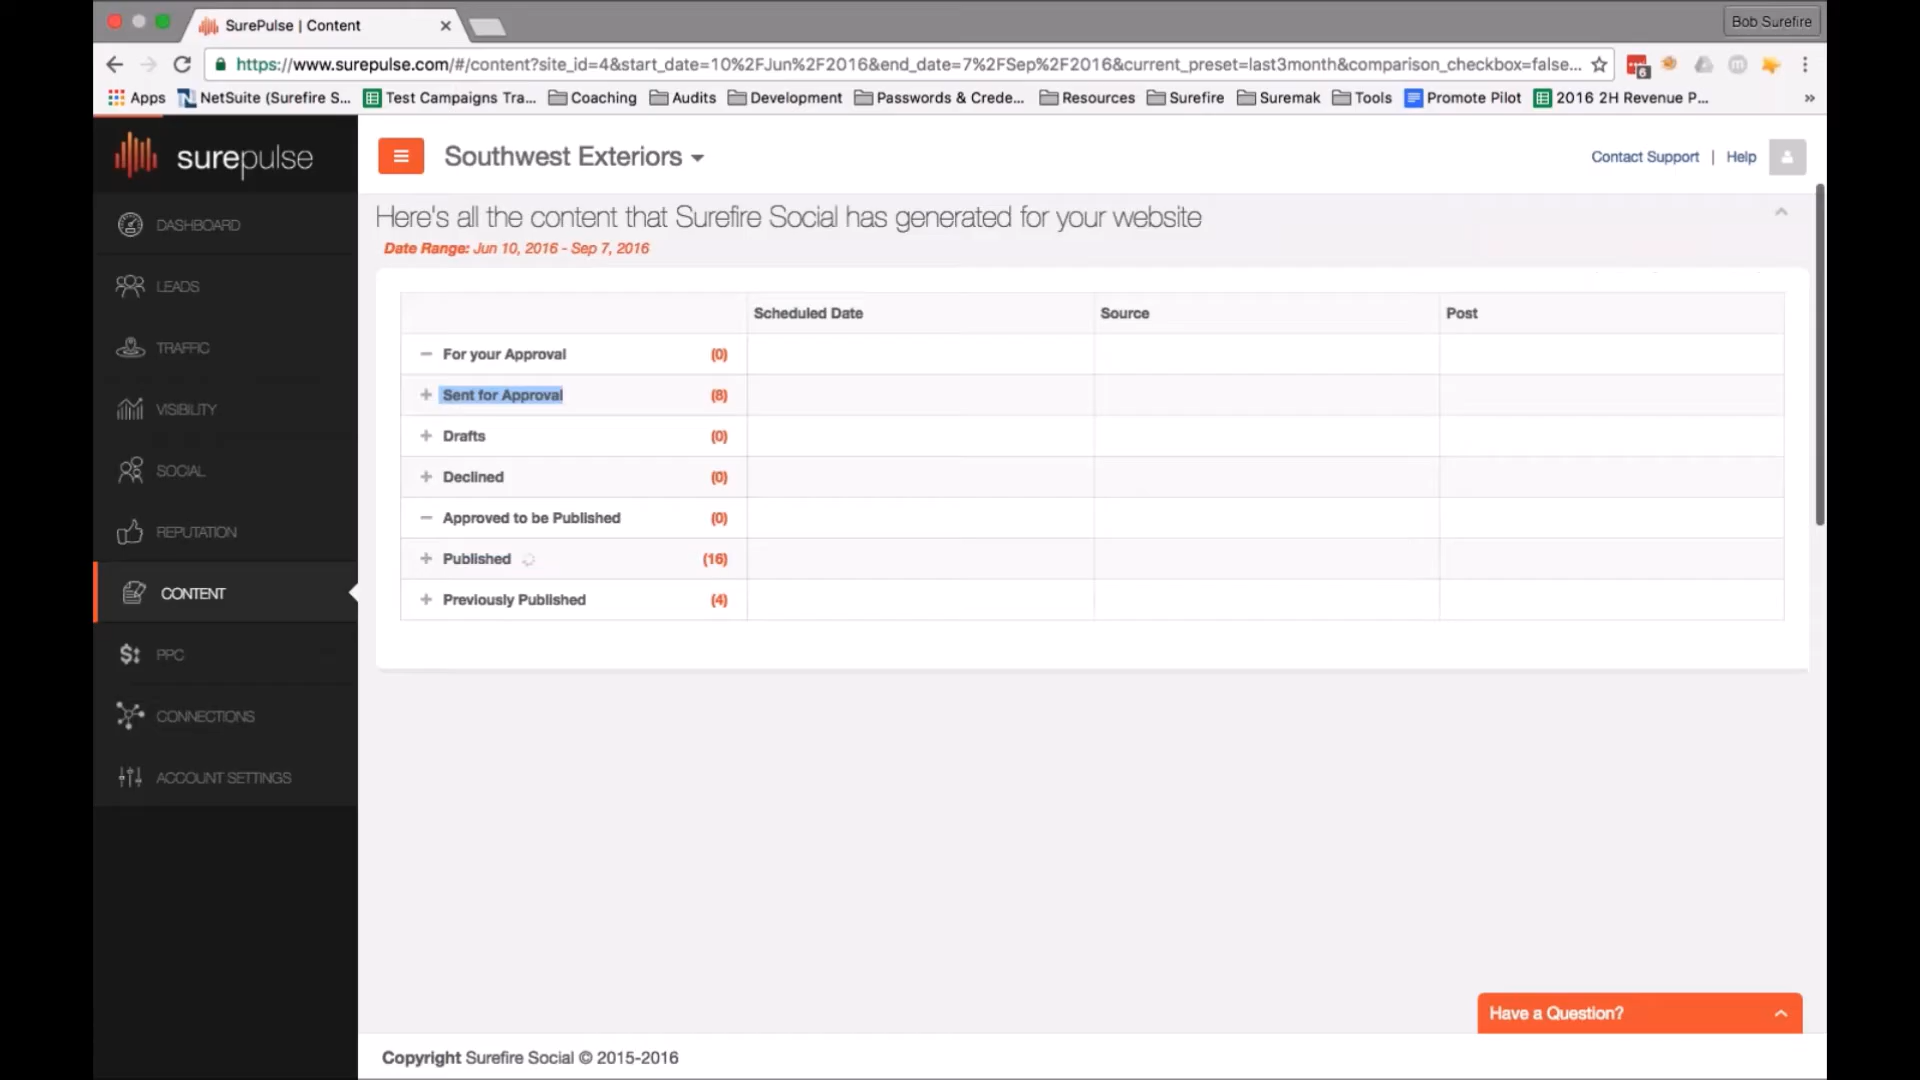 SurePulse | Content
Bob Surefire
https://www.surepulse.com/#/content?site_id=4&start_date=10%2FJun%2F2016&end_date=7%2FSep%2F2016&current_preset=last3month&comparison_checkbox=false...
6
Apps NetSuite (Surefire S... Test Campaigns Tra... Coaching Audits Development Passwords & Crede... Resources Surefire Suremak Tools Promote Pilot 2016 2H Revenue P... »
surepulse
Southwest Exteriors
Contact Support | Help
DASHBOARD
LEADS
TRAFFIC
VISIBILITY
SOCIAL
REPUTATION
CONTENT
PPC
CONNECTIONS
ACCOUNT SETTINGS
Here's all the content that Surefire Social has generated for your website
Date Range: Jun 10, 2016 - Sep 7, 2016
Scheduled Date Source Post
− For your Approval (0)
+ Sent for Approval (8)
+ Drafts (0)
+ Declined (0)
− Approved to be Published (0)
+ Published (16)
+ Previously Published (4)
Have a Question?
Copyright Surefire Social © 2015-2016